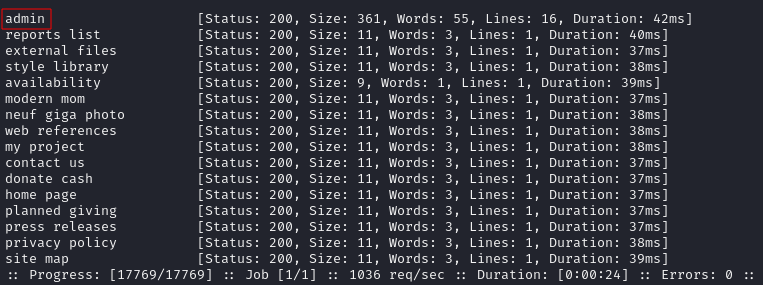 admin [Status: 200, Size: 361, Words: 55, Lines: 16, Duration: 42ms]
reports list [Status: 200, Size: 11, Words: 3, Lines: 1, Duration: 40ms]
external files [Status: 200, Size: 11, Words: 3, Lines: 1, Duration: 37ms]
style library [Status: 200, Size: 11, Words: 3, Lines: 1, Duration: 38ms]
availability [Status: 200, Size: 9, Words: 1, Lines: 1, Duration: 39ms]
modern mom [Status: 200, Size: 11, Words: 3, Lines: 1, Duration: 37ms]
neuf giga photo [Status: 200, Size: 11, Words: 3, Lines: 1, Duration: 38ms]
web references [Status: 200, Size: 11, Words: 3, Lines: 1, Duration: 38ms]
my project [Status: 200, Size: 11, Words: 3, Lines: 1, Duration: 38ms]
contact us [Status: 200, Size: 11, Words: 3, Lines: 1, Duration: 37ms]
donate cash [Status: 200, Size: 11, Words: 3, Lines: 1, Duration: 37ms]
home page [Status: 200, Size: 11, Words: 3, Lines: 1, Duration: 37ms]
planned giving [Status: 200, Size: 11, Words: 3, Lines: 1, Duration: 37ms]
press releases [Status: 200, Size: 11, Words: 3, Lines: 1, Duration: 37ms]
privacy policy [Status: 200, Size: 11, Words: 3, Lines: 1, Duration: 38ms]
site map [Status: 200, Size: 11, Words: 3, Lines: 1, Duration: 39ms]
:: Progress: [17769/17769] :: Job [1/1] :: 1036 req/sec :: Duration: [0:00:24] :: Errors: 0 ::